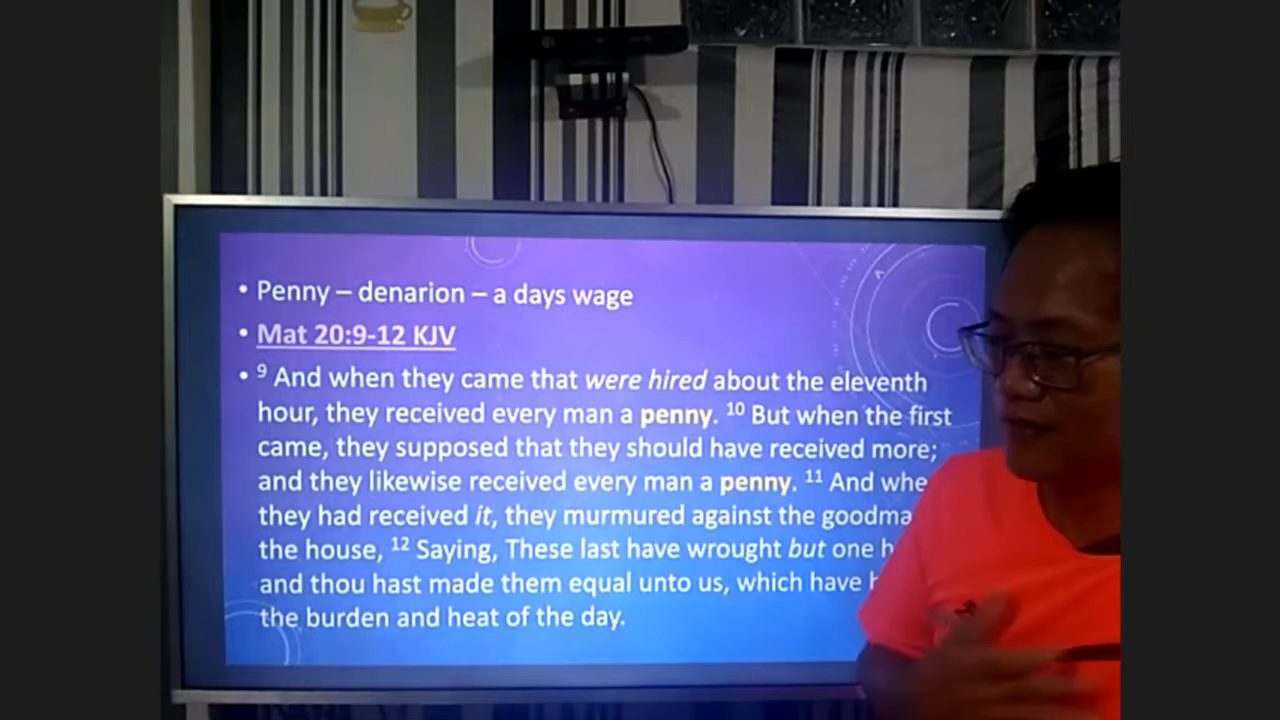 • Penny – denarion – a days wage
• Mat 20:9-12 KJV
• 9 And when they came that were hired about the eleventh
hour, they received every man a penny. 10 But when the first
came, they supposed that they should have received more;
and they likewise received every man a penny. 11 And whe
they had received it, they murmured against the goodma
the house, 12 Saying, These last have wrought but one h
and thou hast made them equal unto us, which have
the burden and heat of the day.